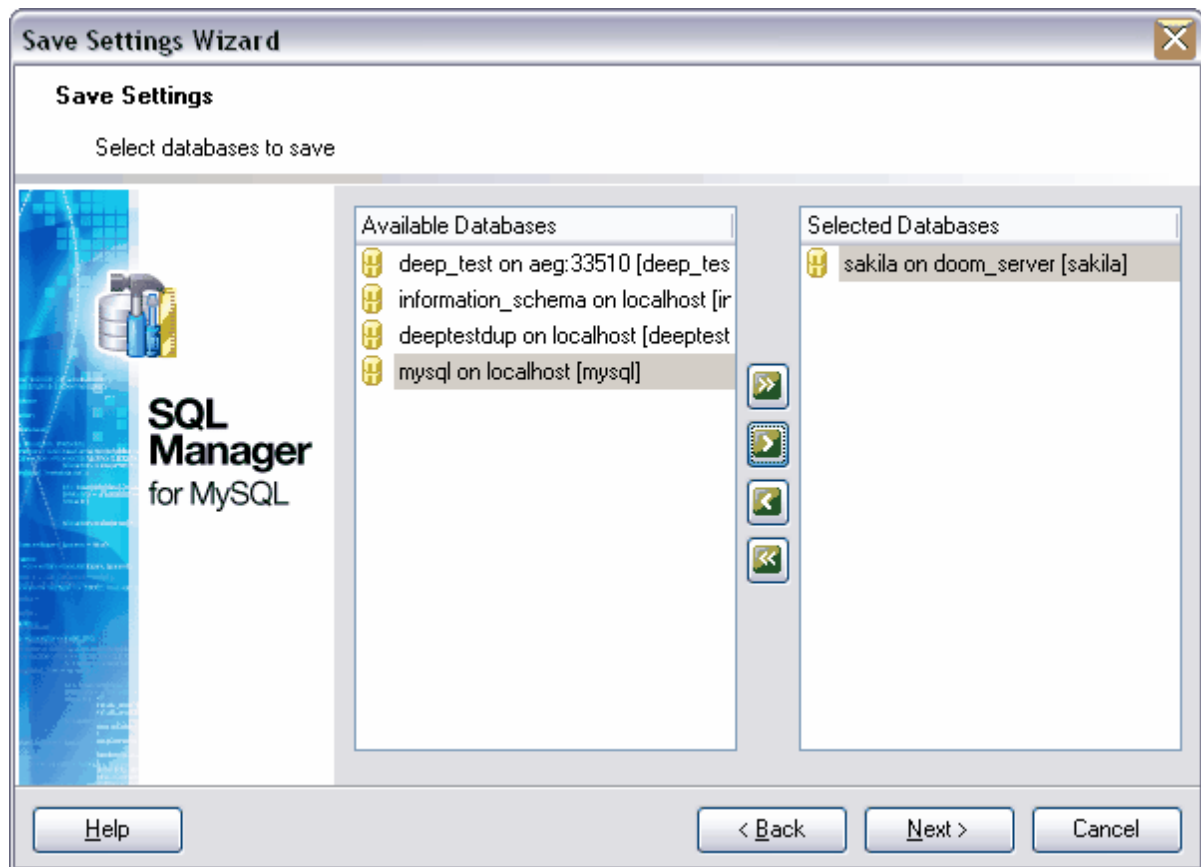 Save Settings Wizard
Save Settings
Select databases to save
SQL
Manager
for MySQL
Available Databases
deep_test on aeg:33510 [deep_tes
information_schema on localhost [ir
deeptestdup on localhost [deeptest
mysql on localhost [mysql]
Selected Databases
sakila on doom_server [sakila]
Help
< Back
Next >
Cancel